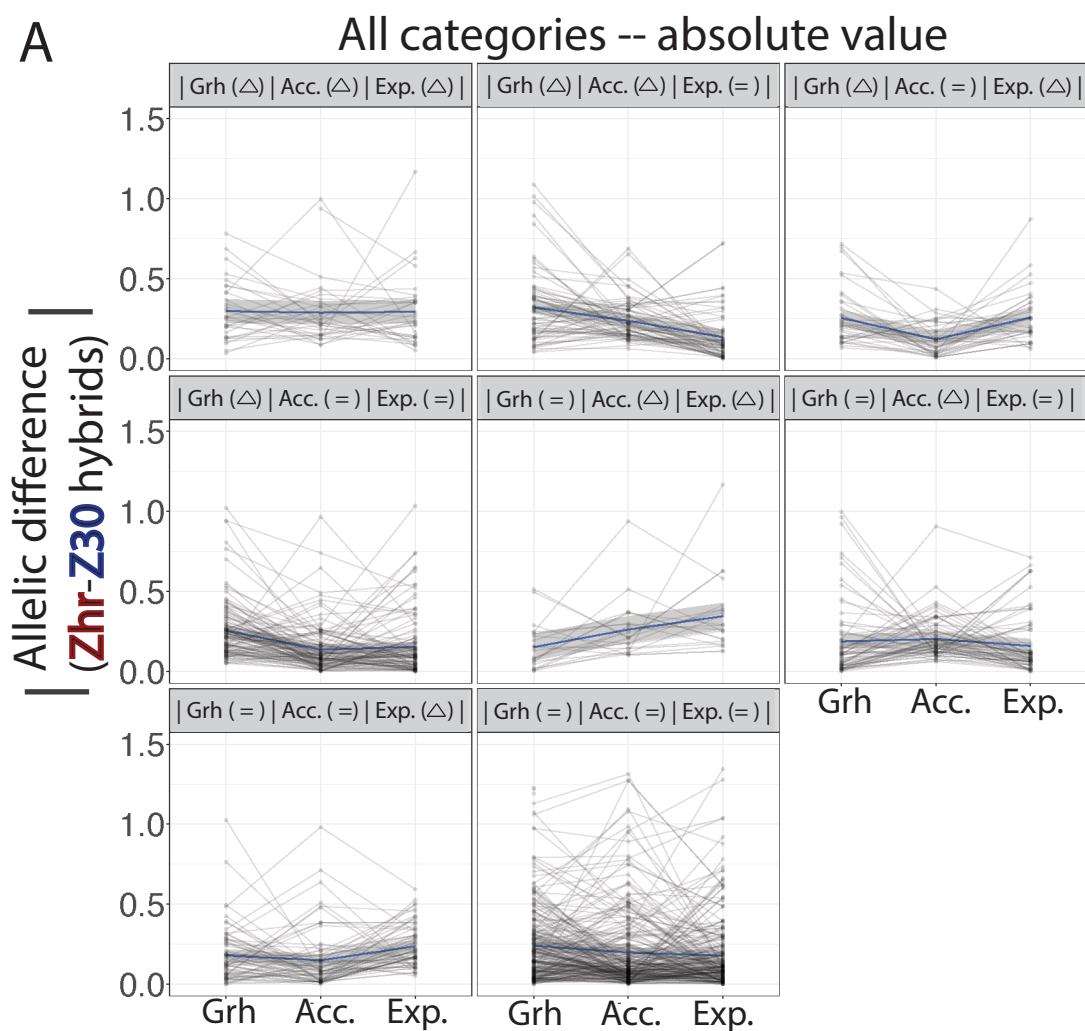 A
All categories -- absolute value
| Grh (△) | Acc. (△) | Exp. (△) |
| Grh (△) | Acc. (△) | Exp. (=) |
| Grh (△) | Acc. (=) | Exp. (△) |
1.5
1.0
0.5
0.0
| Grh (△) | Acc. (=) | Exp. (=) |
| Grh (=) | Acc. (△) | Exp. (△) |
| Grh (=) | Acc. (△) | Exp. (=) |
1.5
1.0
0.5
0.0
Grh Acc. Exp.
| Grh (=) | Acc. (=) | Exp. (△) |
| Grh (=) | Acc. (=) | Exp. (=) |
1.5
1.0
0.5
0.0
Grh Acc. Exp.
Grh Acc. Exp.
| Allelic difference |
(Zhr-Z30 hybrids)